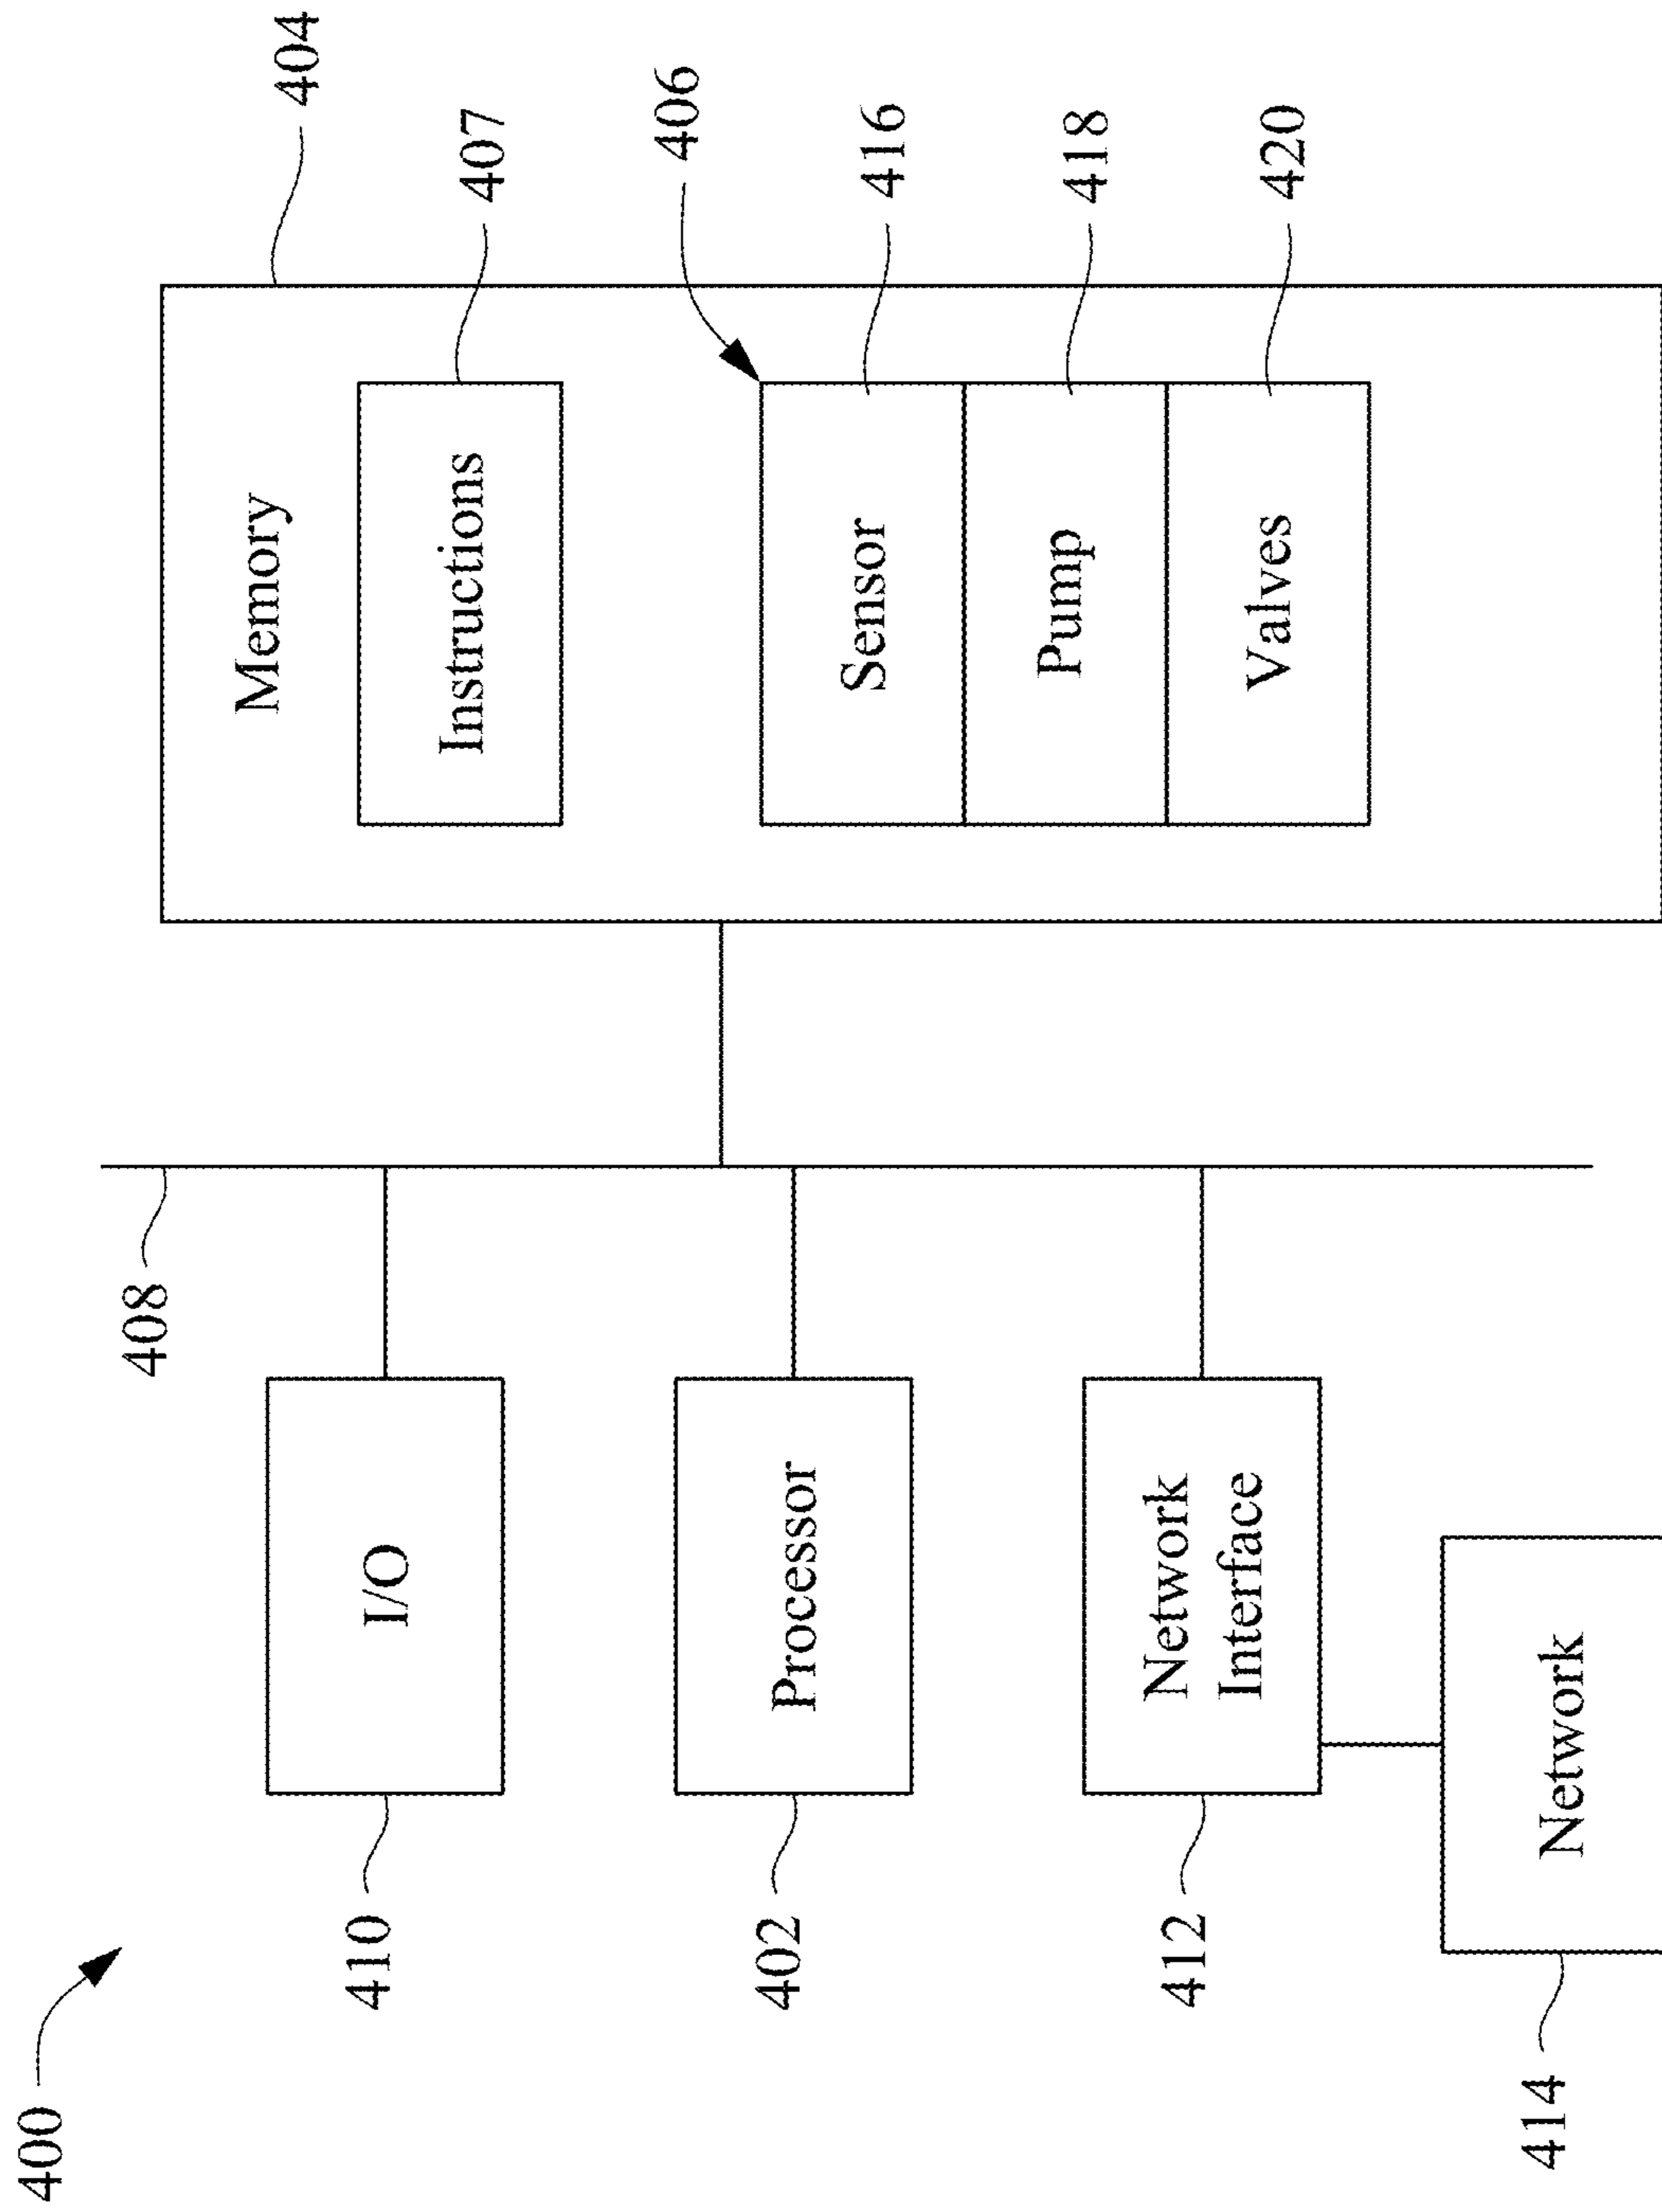 400
408
404
Memory
407
Instructions
410
I/O
406
416
Sensor
402
Processor
418
Pump
420
Valves
412
Network
Interface
414
Network